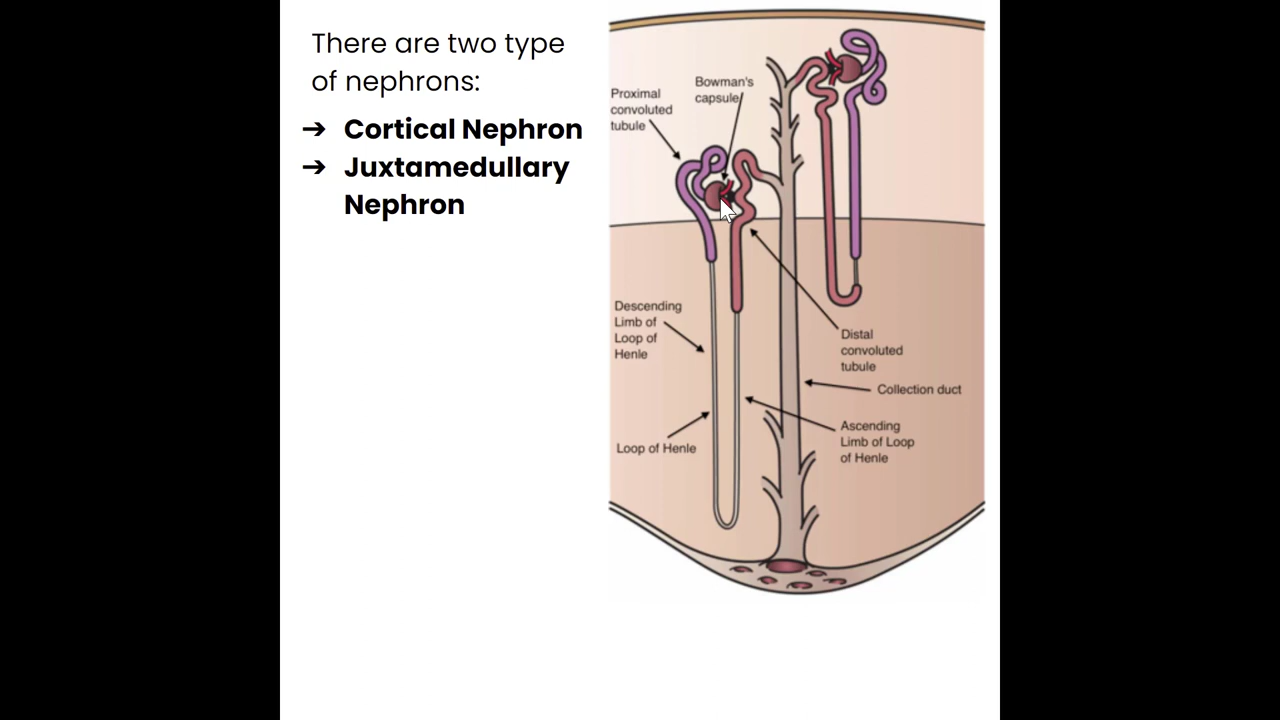 There are two type
of nephrons:
➔ Cortical Nephron
➔ Juxtamedullary
Nephron
Proximal
convoluted
tubule
Bowman's
capsule
Descending
Limb of
Loop of
Henle
Loop of Henle
Distal
convoluted
tubule
Collection duct
Ascending
Limb of Loop
of Henle